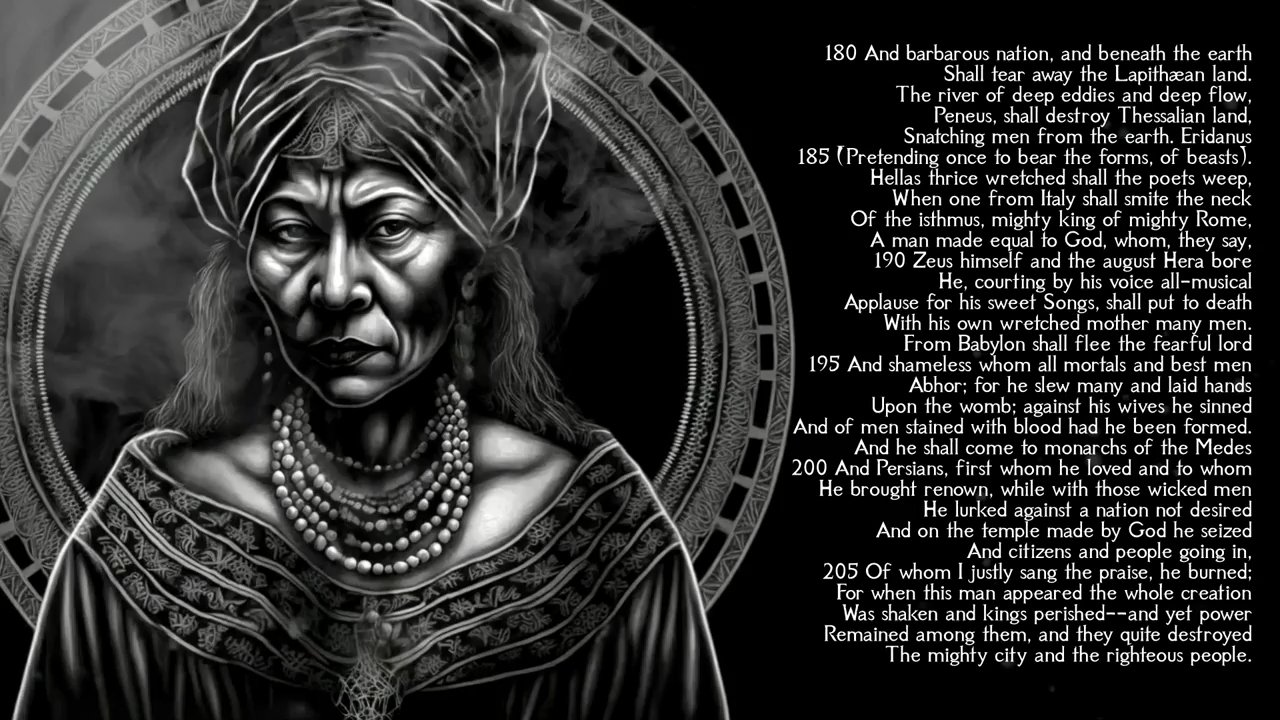 180 And barbarous nation, and beneath the earth
Shall tear away the Lapithæan land.
The river of deep eddies and deep flow,
Peneus, shall destroy Thessalian land,
Snatching men from the earth. Eridanus
185 (Pretending once to bear the forms, of beasts).
Hellas thrice wretched shall the poets weep,
When one from Italy shall smite the neck
Of the isthmus, mighty king of mighty Rome,
A man made equal to God, whom, they say,
190 Zeus himself and the august Hera bore
He, courting by his voice all-musical
Applause for his sweet Songs, shall put to death
With his own wretched mother many men.
From Babylon shall flee the fearful lord
195 And shameless whom all mortals and best men
Abhor; for he slew many and laid hands
Upon the womb; against his wives he sinned
And of men stained with blood had he been formed.
And he shall come to monarchs of the Medes
200 And Persians, first whom he loved and to whom
He brought renown, while with those wicked men
He lurked against a nation not desired
And on the temple made by God he seized
And citizens and people going in,
205 Of whom I justly sang the praise, he burned;
For when this man appeared the whole creation
Was shaken and kings perished--and yet power
Remained among them, and they quite destroyed
The mighty city and the righteous people.